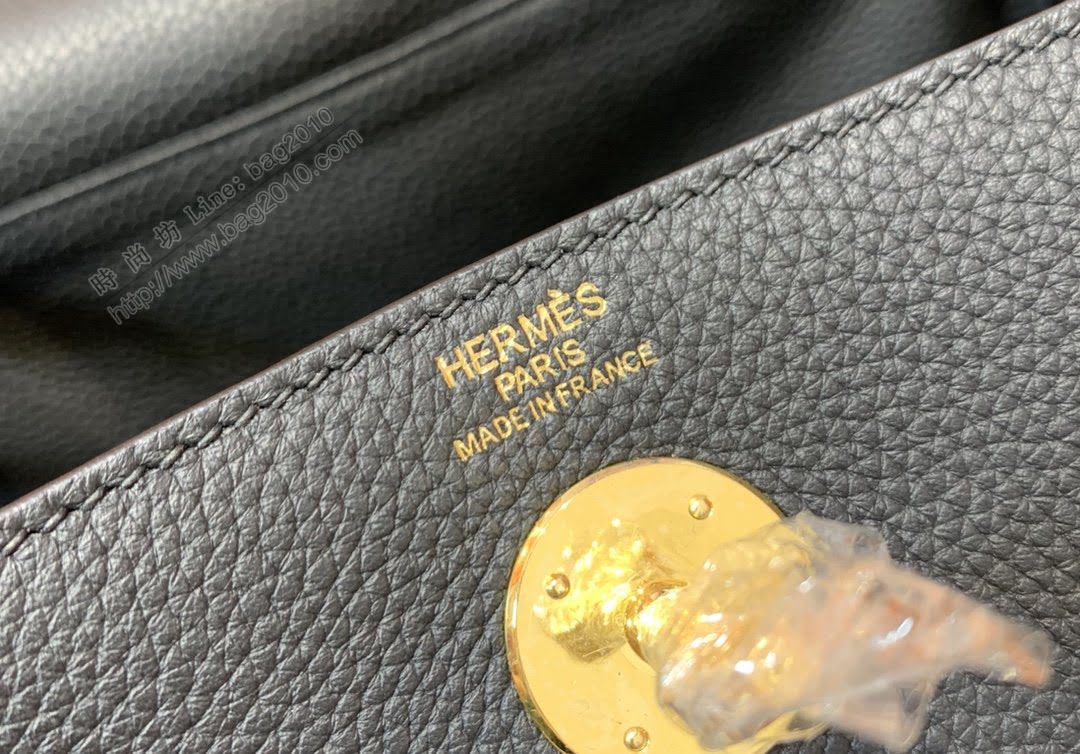 時尚坊 Line: bag2010
http://www.bag2010.com
HERMÈS
PARIS
MADE IN FRANCE